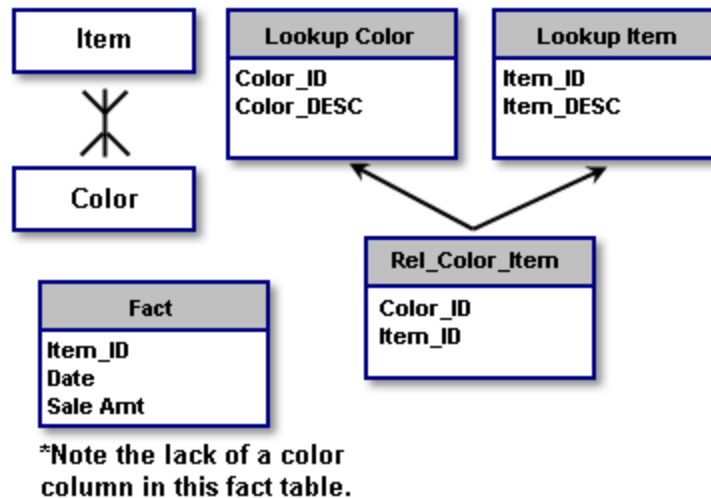 Item
Color
Lookup Color
Color_ID
Color_DESC
Lookup Item
Item_ID
Item_DESC
Rel_Color_Item
Color_ID
Item_ID
Fact
Item_ID
Date
Sale Amt
*Note the lack of a color
column in this fact table.